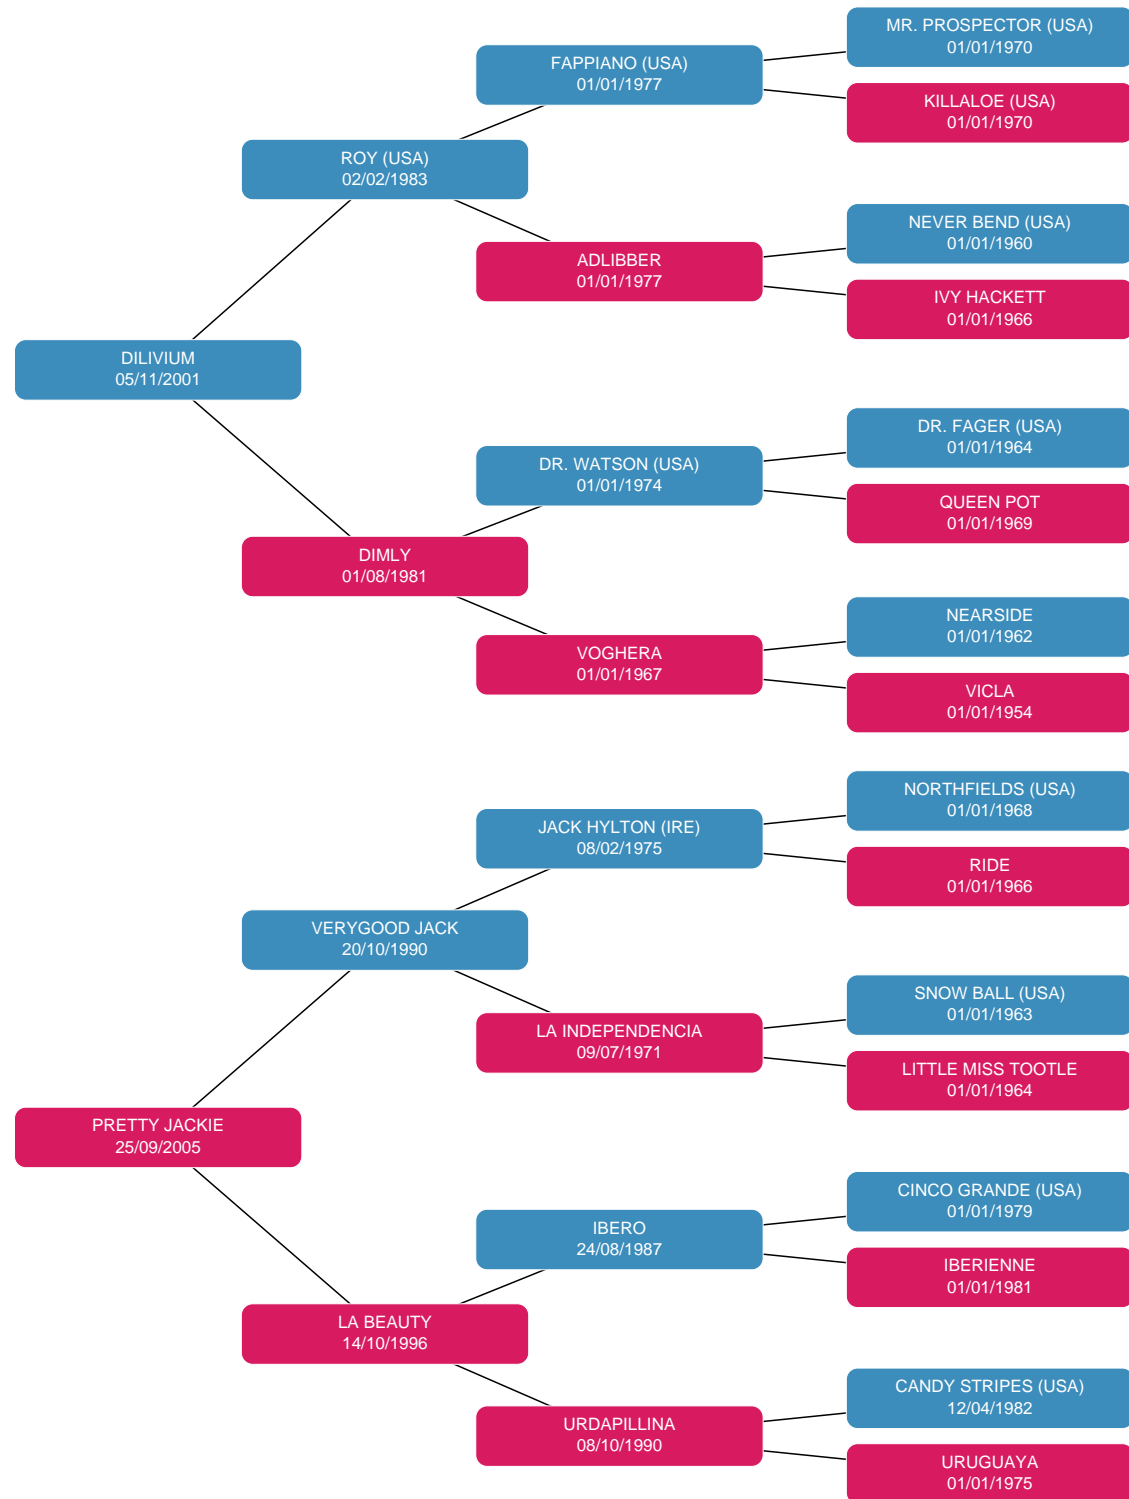 MR. PROSPECTOR (USA)
01/01/1970
FAPPIANO (USA)
01/01/1977
KILLALOE (USA)
01/01/1970
ROY (USA)
02/02/1983
NEVER BEND (USA)
01/01/1960
ADLIBBER
01/01/1977
IVY HACKETT
01/01/1966
DILIVIUM
05/11/2001
DR. FAGER (USA)
01/01/1964
DR. WATSON (USA)
01/01/1974
QUEEN POT
01/01/1969
DIMLY
01/08/1981
NEARSIDE
01/01/1962
VOGHERA
01/01/1967
VICLA
01/01/1954
NORTHFIELDS (USA)
01/01/1968
JACK HYLTON (IRE)
08/02/1975
RIDE
01/01/1966
VERYGOOD JACK
20/10/1990
SNOW BALL (USA)
01/01/1963
LA INDEPENDENCIA
09/07/1971
LITTLE MISS TOOTLE
01/01/1964
PRETTY JACKIE
25/09/2005
CINCO GRANDE (USA)
01/01/1979
IBERO
24/08/1987
IBERIENNE
01/01/1981
LA BEAUTY
14/10/1996
CANDY STRIPES (USA)
12/04/1982
URDAPILLINA
08/10/1990
URUGUAYA
01/01/1975